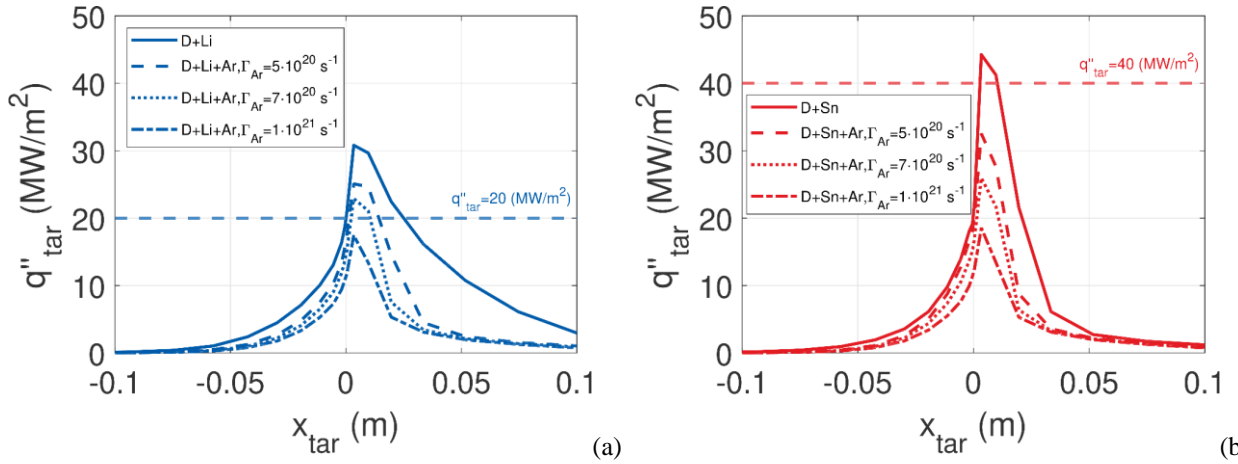 50
40
30
20
10
0
q''tar (MW/m²)
D+Li
D+Li+Ar,ΓAr=5·10²⁰ s⁻¹
D+Li+Ar,ΓAr=7·10²⁰ s⁻¹
D+Li+Ar,ΓAr=1·10²¹ s⁻¹
q''tar=20 (MW/m²)
-0.1 -0.05 0 0.05 0.1
xtar (m)
(a)
50
40
30
20
10
0
q''tar (MW/m²)
q''tar=40 (MW/m²)
D+Sn
D+Sn+Ar,ΓAr=5·10²⁰ s⁻¹
D+Sn+Ar,ΓAr=7·10²⁰ s⁻¹
D+Sn+Ar,ΓAr=1·10²¹ s⁻¹
-0.1 -0.05 0 0.05 0.1
xtar (m)
(b